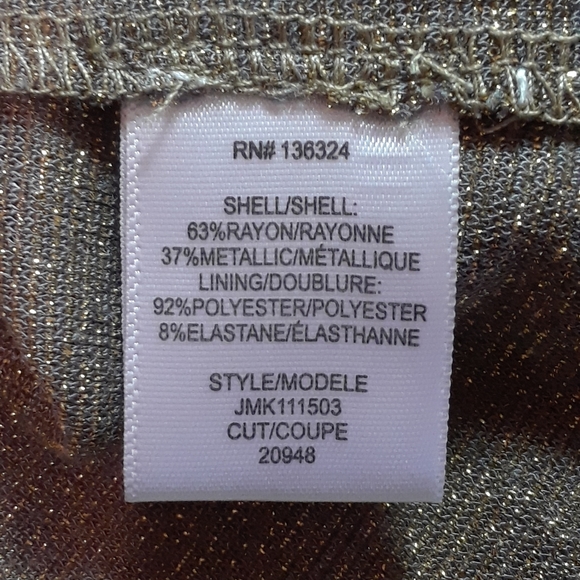 RN# 136324
SHELL/SHELL:
63%RAYON/RAYONNE
37%METALLIC/MÉTALLIQUE
LINING/DOUBLURE:
92%POLYESTER/POLYESTER
8%ELASTANE/ÉLASTHANNE
STYLE/MODELE
JMK111503
CUT/COUPE
20948